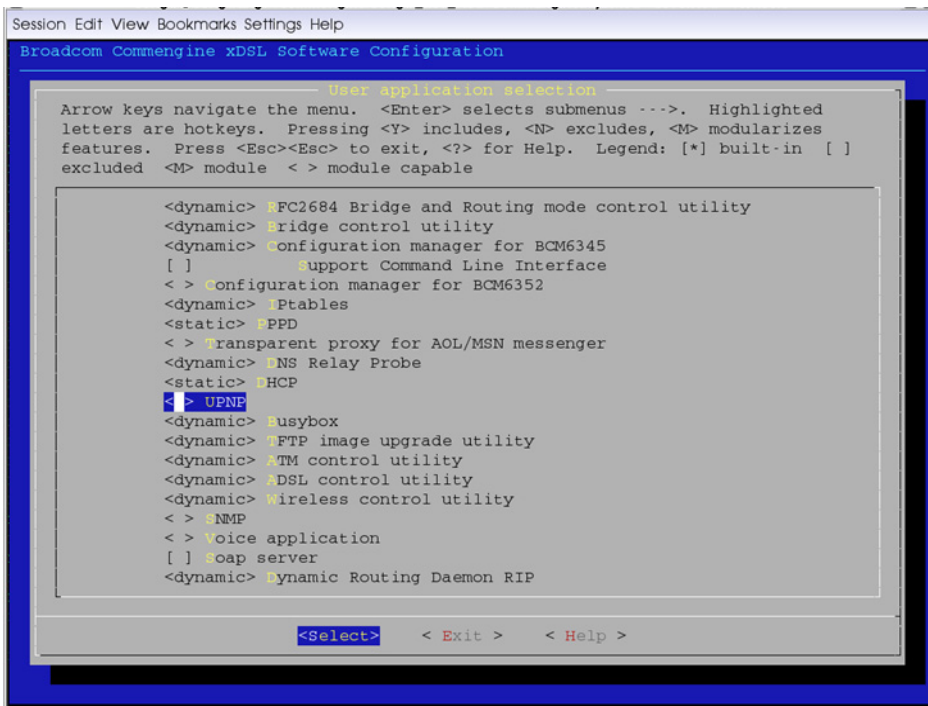 Session Edit View Bookmarks Settings Help
Broadcom Commengine xDSL Software Configuration
User application selection
Arrow keys navigate the menu. <Enter> selects submenus --->. Highlighted
letters are hotkeys. Pressing <Y> includes, <N> excludes, <M> modularizes
features. Press <Esc><Esc> to exit, <?> for Help. Legend: [*] built-in [ ]
excluded <M> module < > module capable
<dynamic> RFC2684 Bridge and Routing mode control utility
<dynamic> Bridge control utility
<dynamic> Configuration manager for BCM6345
[ ] Support Command Line Interface
< > Configuration manager for BCM6352
<dynamic> IPtables
<static> PPPD
< > Transparent proxy for AOL/MSN messenger
<dynamic> DNS Relay Probe
<static> DHCP
< > UPNP
<dynamic> Busybox
<dynamic> TFTP image upgrade utility
<dynamic> ATM control utility
<dynamic> ADSL control utility
<dynamic> Wireless control utility
< > SNMP
< > Voice application
[ ] Soap server
<dynamic> Dynamic Routing Daemon RIP
<Select> < Exit > < Help >